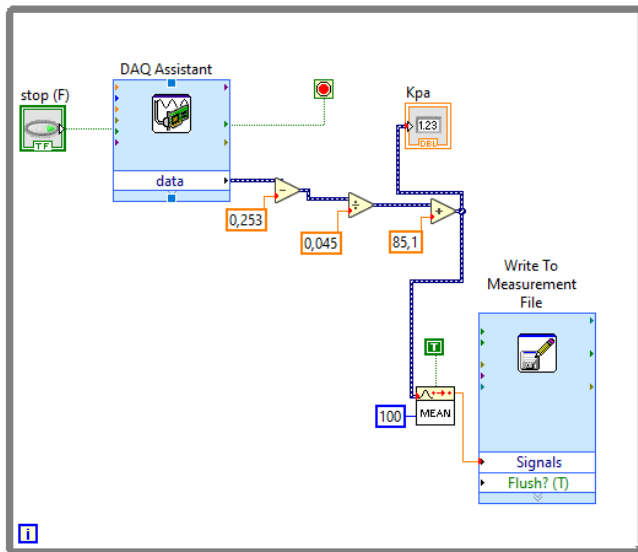 DAQ Assistant
stop (F)
TF
data
Kpa
1.23
DBL
0,253
0,045
85,1
Write To
Measurement
File
T
100
MEAN
Signals
Flush? (T)
i